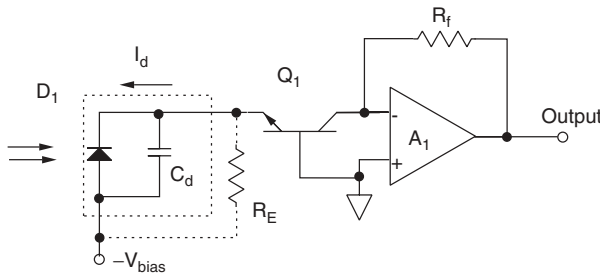 R_f
I_d
Q_1
D_1
-
A_1
Output
+
C_d
R_E
–V_bias